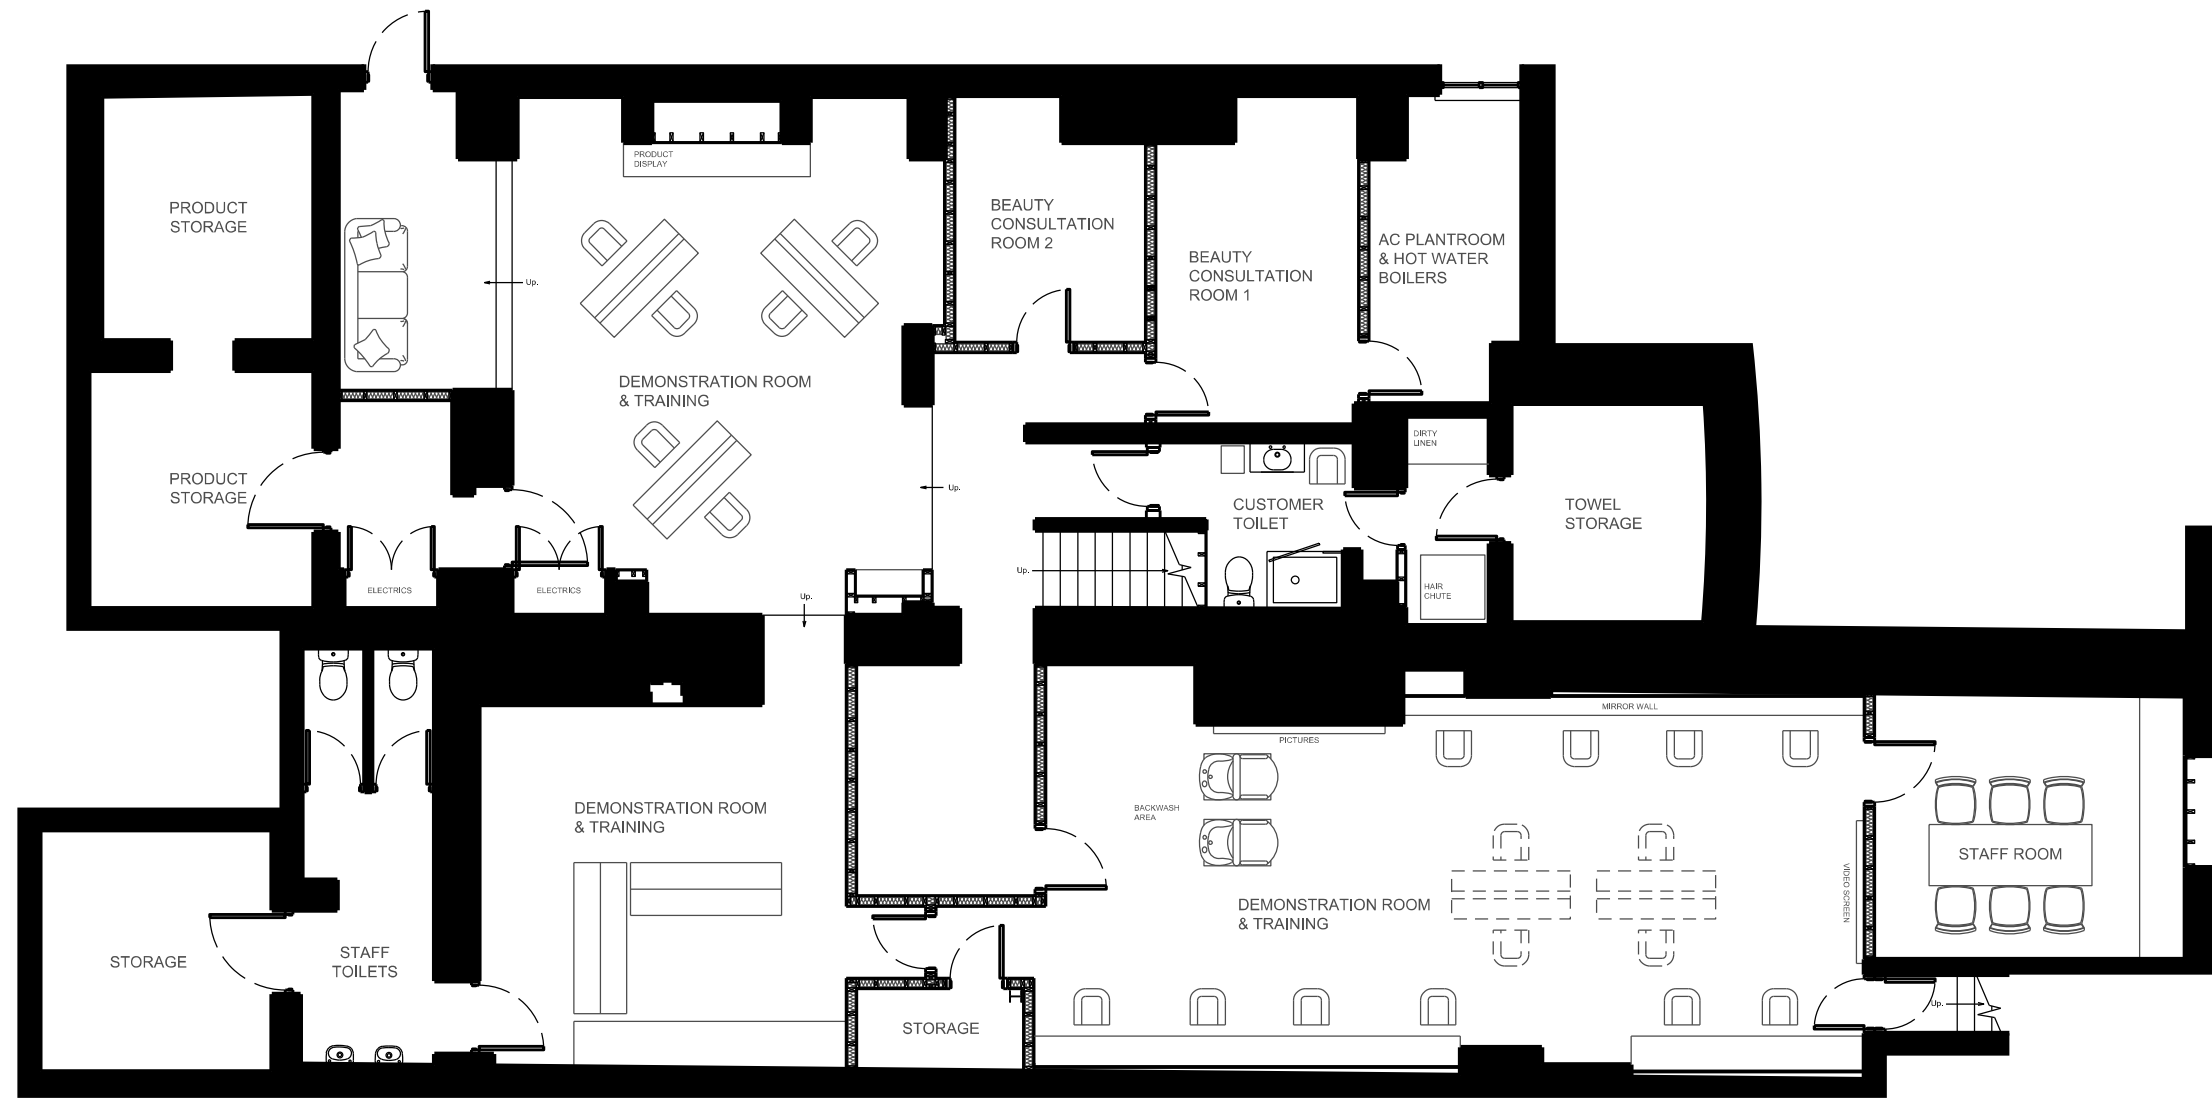 PRODUCT
STORAGE
PRODUCT
DISPLAY
Up.
BEAUTY
CONSULTATION
ROOM 2
BEAUTY
CONSULTATION
ROOM 1
AC PLANTROOM
& HOT WATER
BOILERS
DEMONSTRATION ROOM
& TRAINING
PRODUCT
STORAGE
ELECTRICS
ELECTRICS
Up.
Up.
Up.
CUSTOMER
TOILET
DIRTY
LINEN
HAIR
CHUTE
TOWEL
STORAGE
STORAGE
STAFF
TOILETS
DEMONSTRATION ROOM
& TRAINING
STORAGE
BACKWASH
AREA
PICTURES
MIRROR WALL
DEMONSTRATION ROOM
& TRAINING
VIDEO SCREEN
STAFF ROOM
Up.